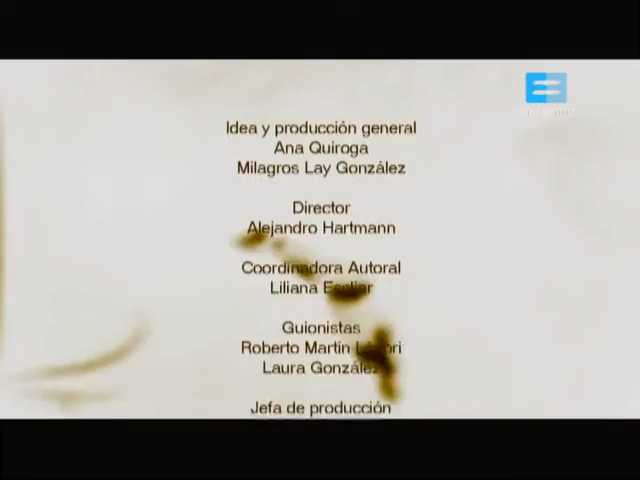 Idea y producción general
Ana Quiroga
Milagros Lay González
Director
Alejandro Hartmann
Coordinadora Autoral
Liliana
Guionistas
Roberto Martín
Laura González
Jefa de producción